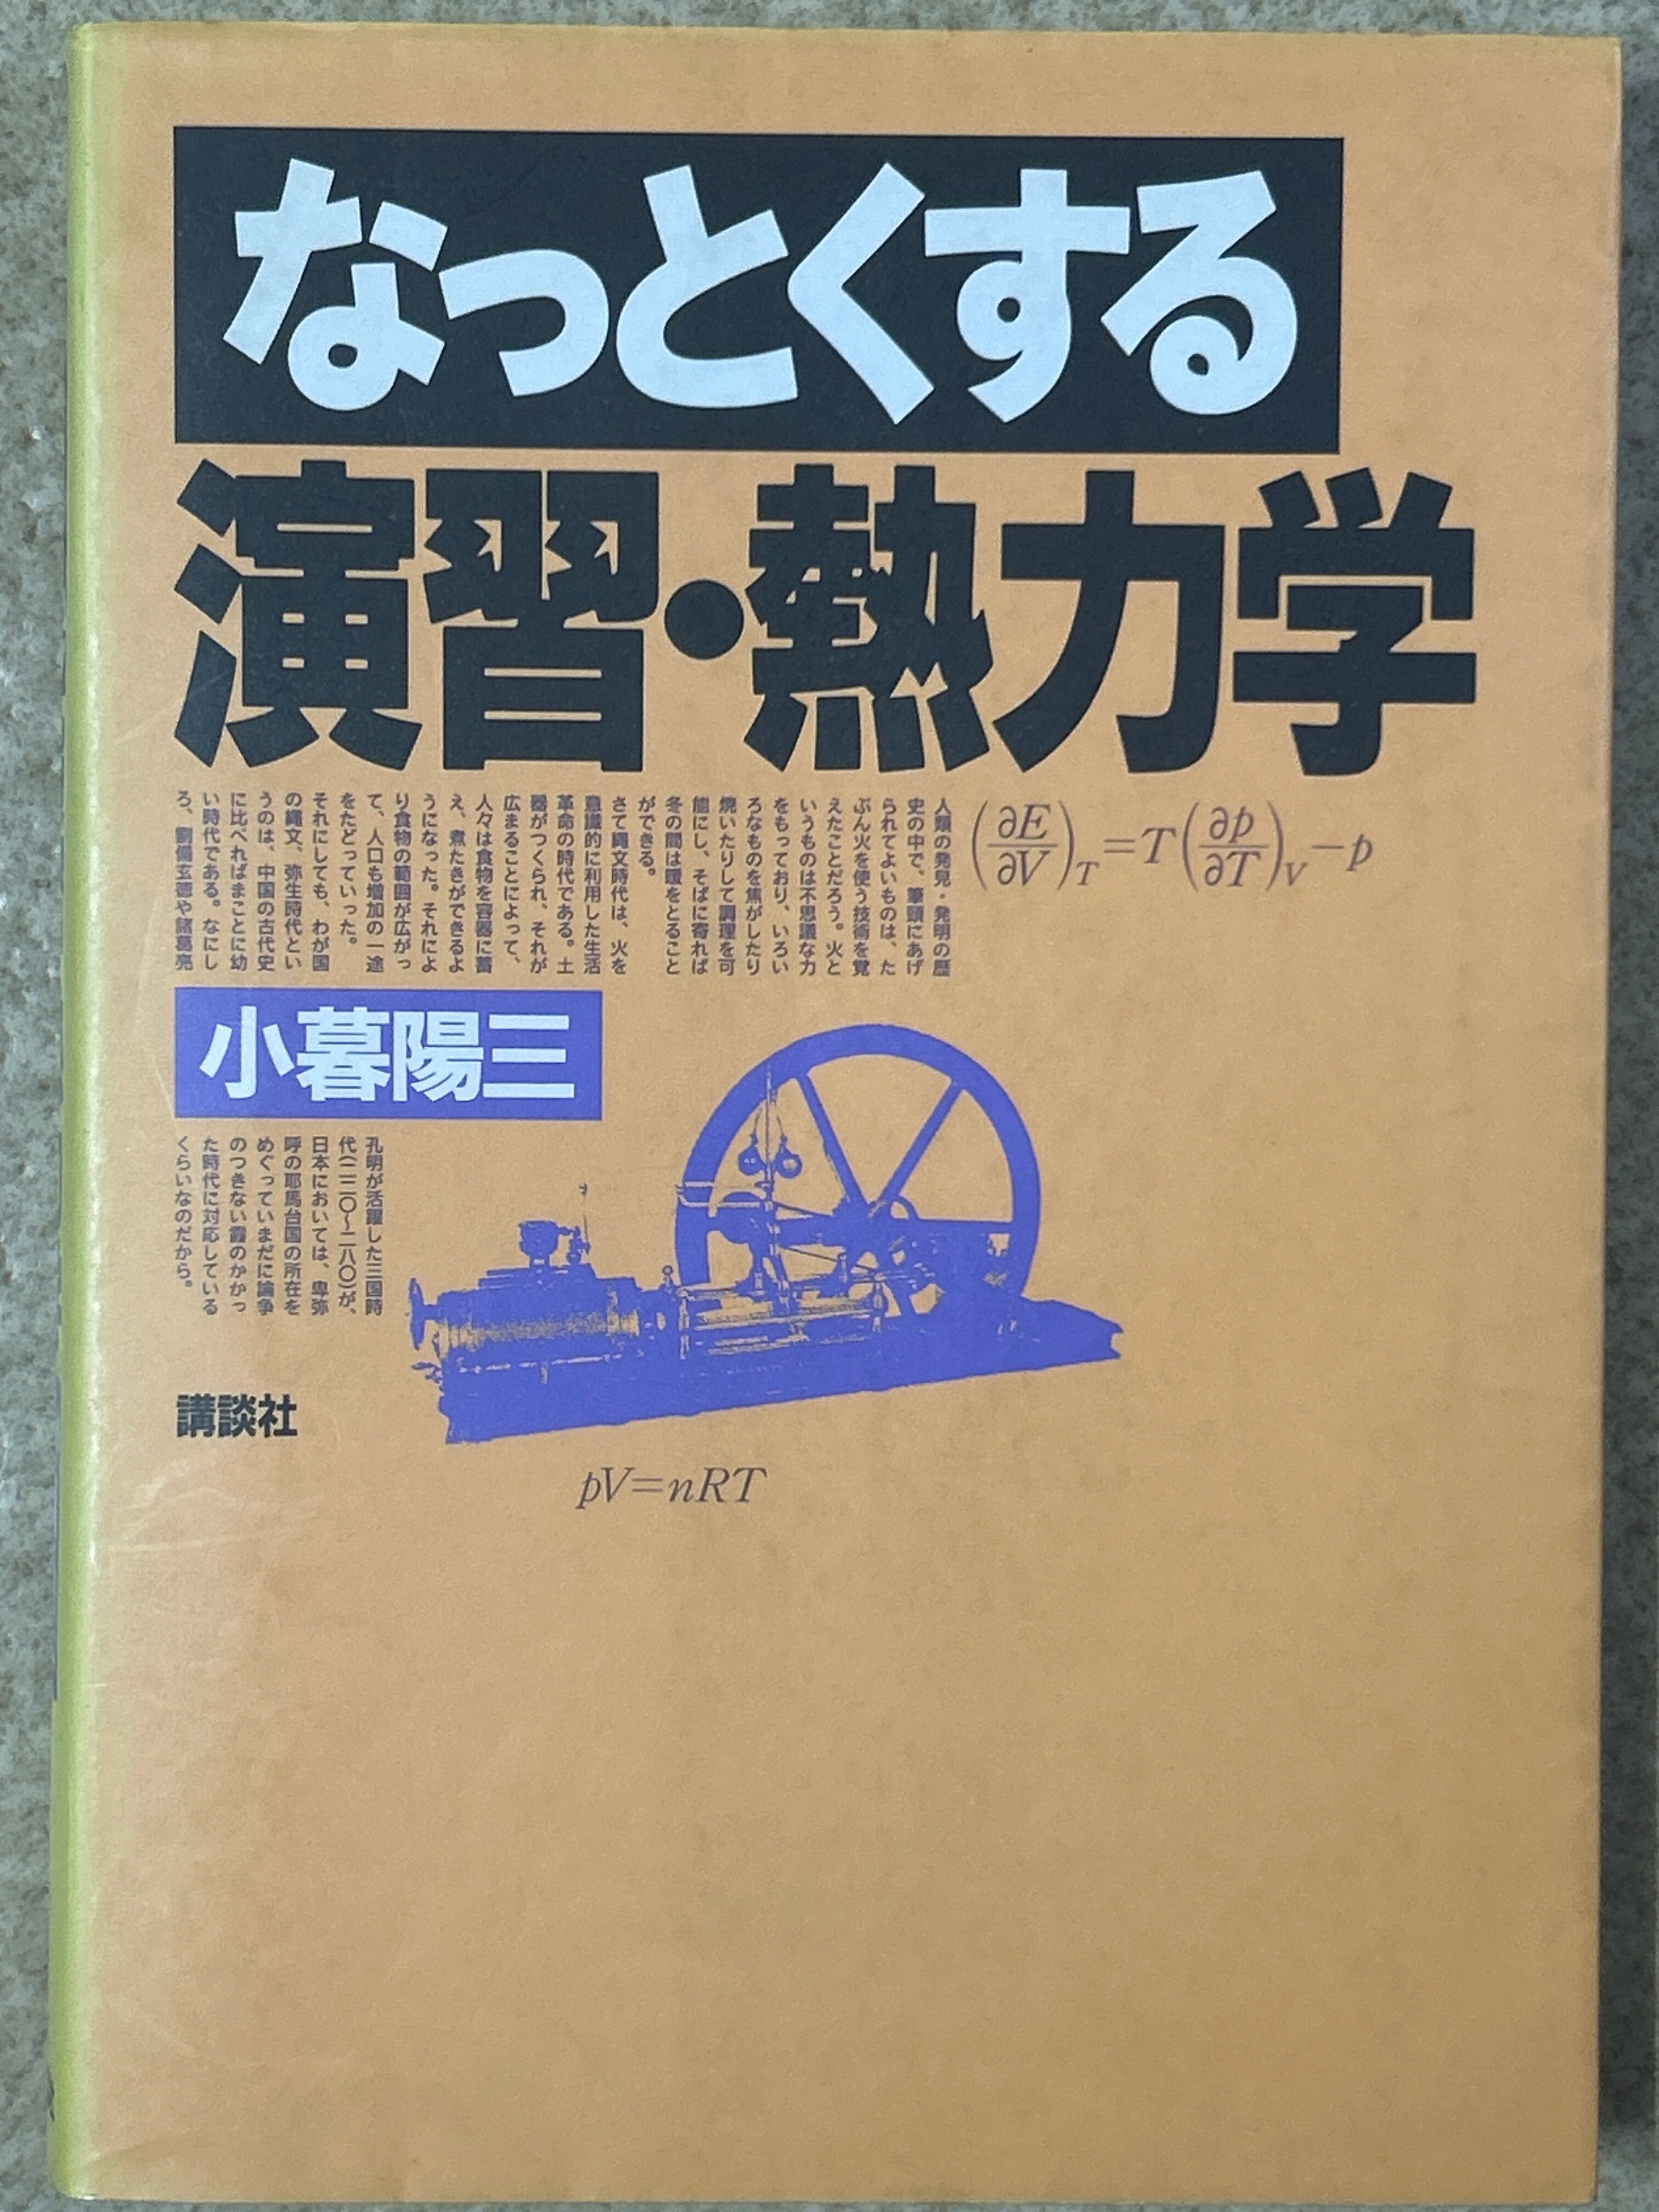 なっとくする
演習・熱力学
人類の発見・発明の歴
史の中で、筆頭にあげ
られてよいものは、た
ぶん火を使う技術を覚
えたことだろう。火と
いうものは不思議な力
をもっており、いろい
ろなものを焦がしたり
焼いたりして調理を可
能にし、そばに寄れば
冬の間は暖をとること
ができる。
さて縄文時代は、火を
意識的に利用した生活
革命の時代である。土
器がつくられ、それが
広まることによって、
人々は食物を容器に蓄
え、煮たきができるよ
うになった。それによ
り食物の範囲が広がっ
て、人口も増加の一途
をたどっていった。
それにしても、わが国
の縄文、弥生時代とい
うのは、中国の古代史
に比べればまことに幼
い時代である。なにし
ろ、劉備玄徳や諸葛亮
(∂E/∂V)T=T(∂p/∂T)V−p
小暮陽三
孔明が活躍した三国時
代(二二〇〜二八〇)が、
日本においては、卑弥
呼の耶馬台国の所在を
めぐっていまだに論争
のつきない霞のかかっ
た時代に対応している
くらいなのだから。
講談社
pV=nRT